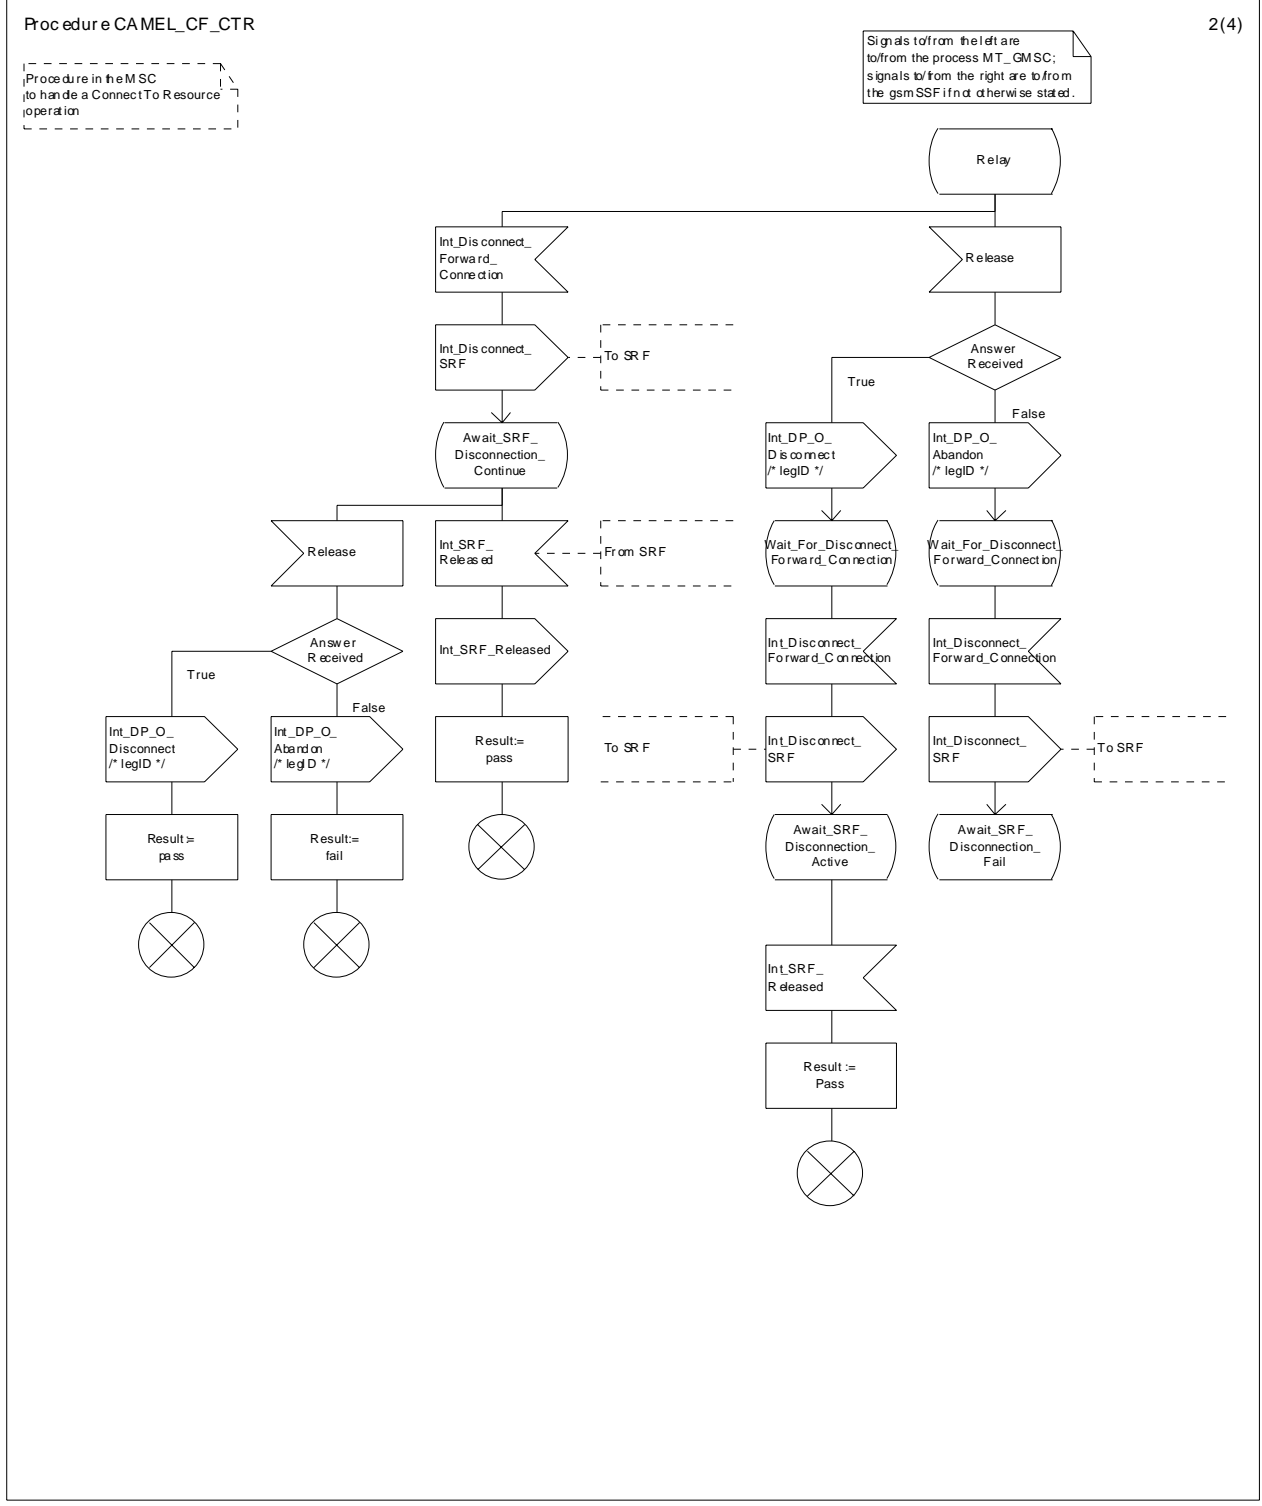 Procedure CAMEL_CF_CTR
2(4)
Signals to/from the left are
to/from the process MT_GMSC;
signals to/from the right are to/from
the gsmSSF if not otherwise stated.
Procedure in the MSC
to handle a Connect To Resource
operation
Relay
Int_Disconnect_
Forward_
Connection
Release
Int_Disconnect_
SRF
To SRF
Answer
Received
True
False
Await_SRF_
Disconnection_
Continue
Int_DP_O_
Disconnect
/* legID */
Int_DP_O_
Abandon
/* legID */
Release
Int_SRF_
Released
From SRF
Wait_For_Disconnect_
Forward_Connection
Wait_For_Disconnect_
Forward_Connection
Answer
Received
True
False
Int_SRF_Released
Int_Disconnect_
Forward_Connection
Int_Disconnect_
Forward_Connection
Int_DP_O_
Disconnect
/* legID */
Int_DP_O_
Abandon
/* legID */
Result:=
pass
To SRF
Int_Disconnect_
SRF
Int_Disconnect_
SRF
To SRF
Result:=
pass
Result:=
fail
Await_SRF_
Disconnection_
Active
Await_SRF_
Disconnection_
Fail
Int_SRF_
Released
Result :=
Pass